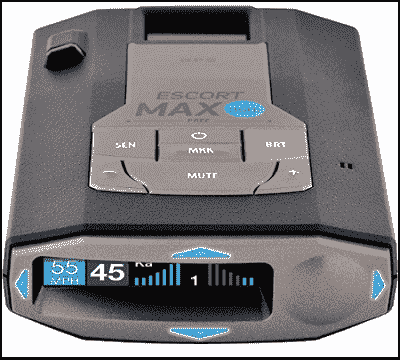 ESCORT
MAX
SEN MRK BRT
− MUTE +
55 45 Ka 1
MPH